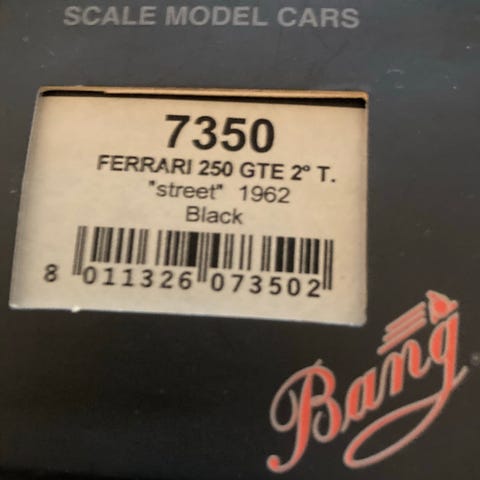 SCALE MODEL CARS
7350
FERRARI 250 GTE 2° T.
"street" 1962
Black
8 011326 073502
Bang